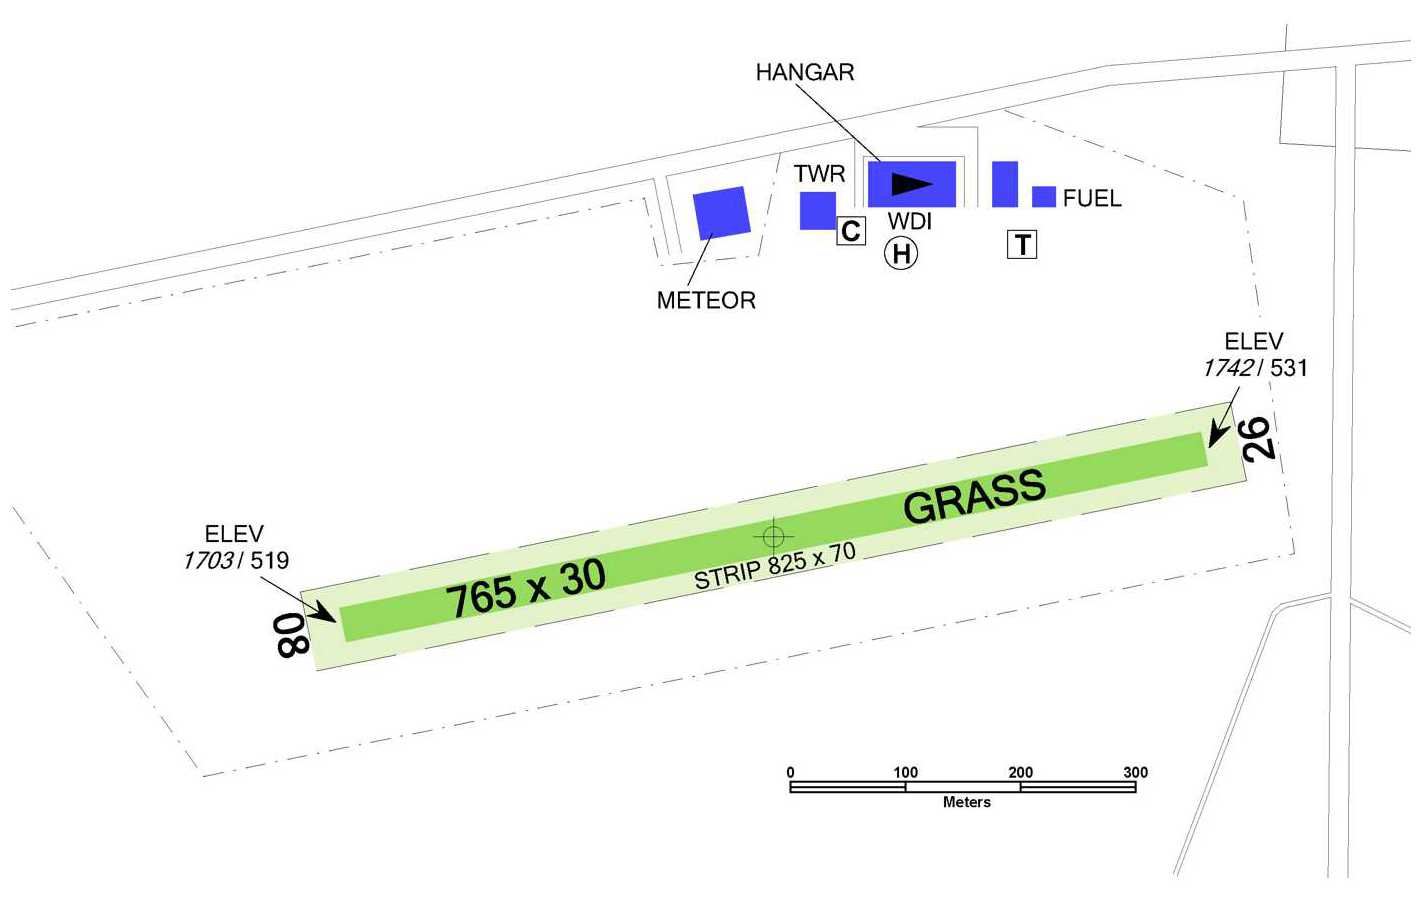 HANGAR
TWR
FUEL
C
WDI
H
T
METEOR
ELEV
1742 / 531
26
GRASS
ELEV
1703 / 519
765 x 30
STRIP 825 x 70
08
0 100 200 300
Meters